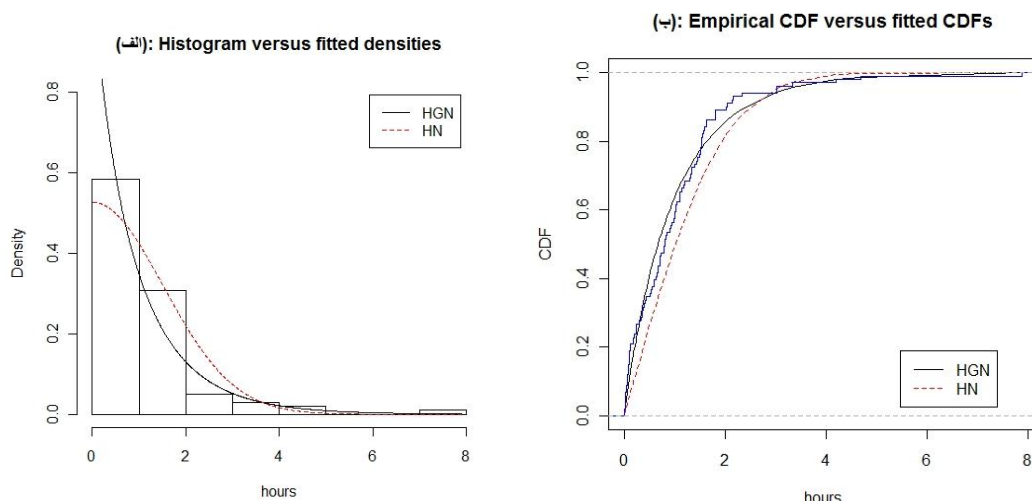 (الف): Histogram versus fitted densities
0.8
0.6
0.4
0.2
0.0
Density
HGN
HN
0 2 4 6 8
hours
(ب): Empirical CDF versus fitted CDFs
1.0
0.8
0.6
0.4
0.2
0.0
CDF
HGN
HN
0 2 4 6 8
hours